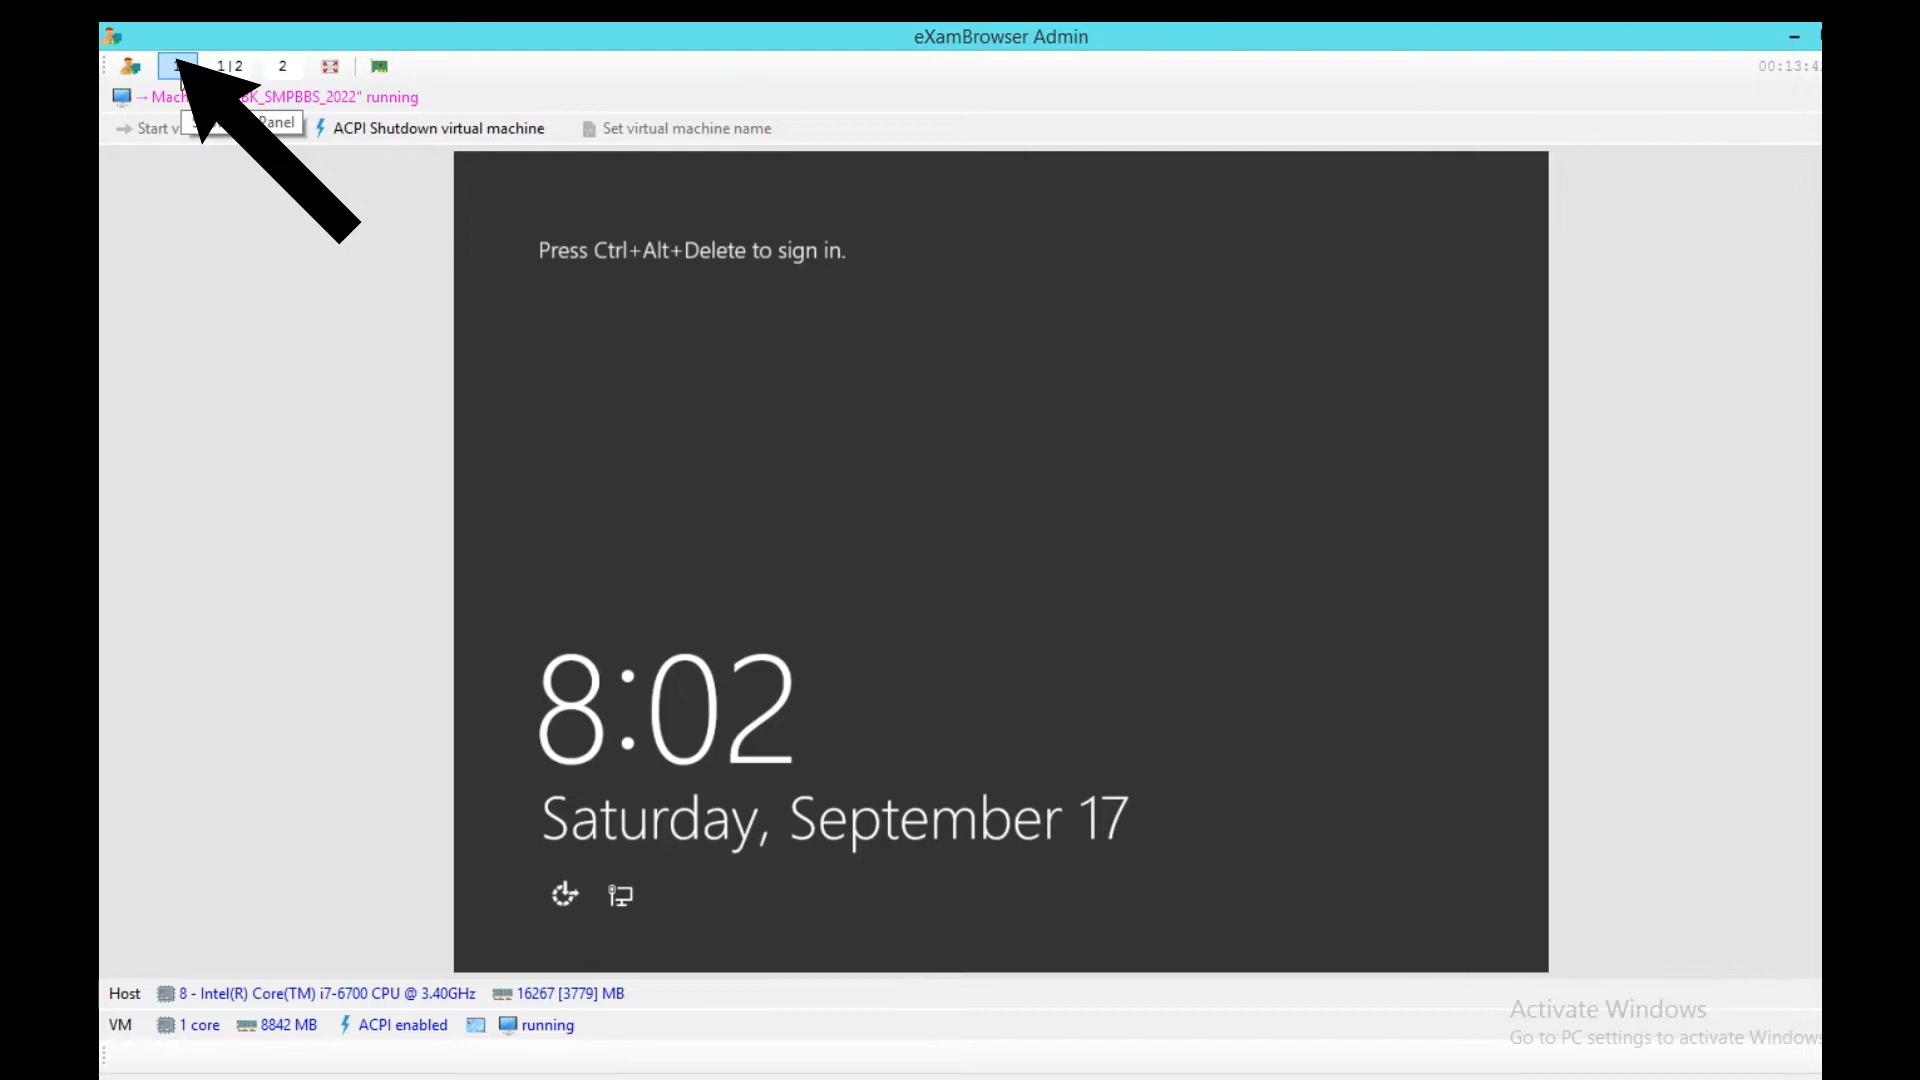 eXamBrowser Admin
1|2 2 00:13:4
→ Mach K_SMPBBS_2022" running
Start v Panel ACPI Shutdown virtual machine Set virtual machine name
Press Ctrl+Alt+Delete to sign in.
8:02
Saturday, September 17
Host 8 - Intel(R) Core(TM) i7-6700 CPU @ 3.40GHz 16267 [3779] MB
VM 1 core 8842 MB ACPI enabled running
Activate Windows
Go to PC settings to activate Windows